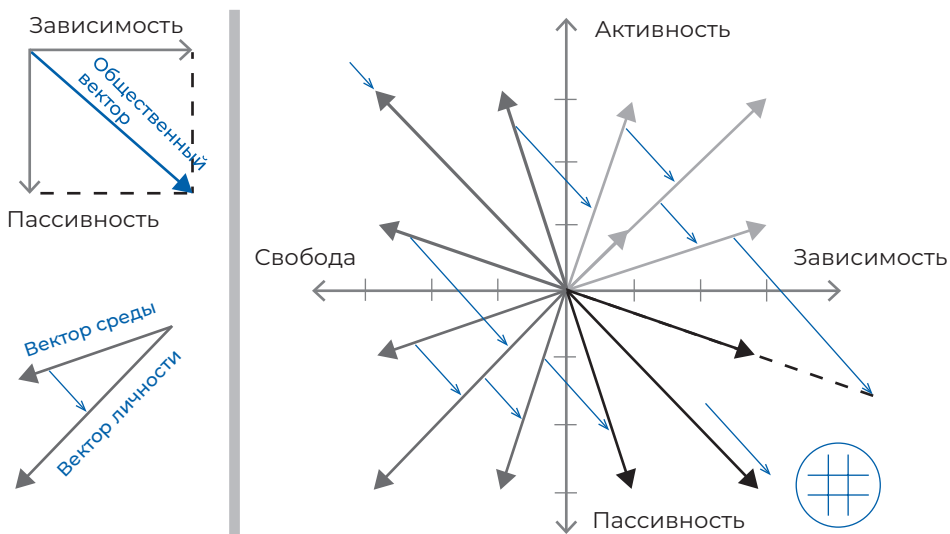 Зависимость
Общественный
вектор
Пассивность
Вектор среды
Вектор личности
Активность
Свобода
Зависимость
Пассивность